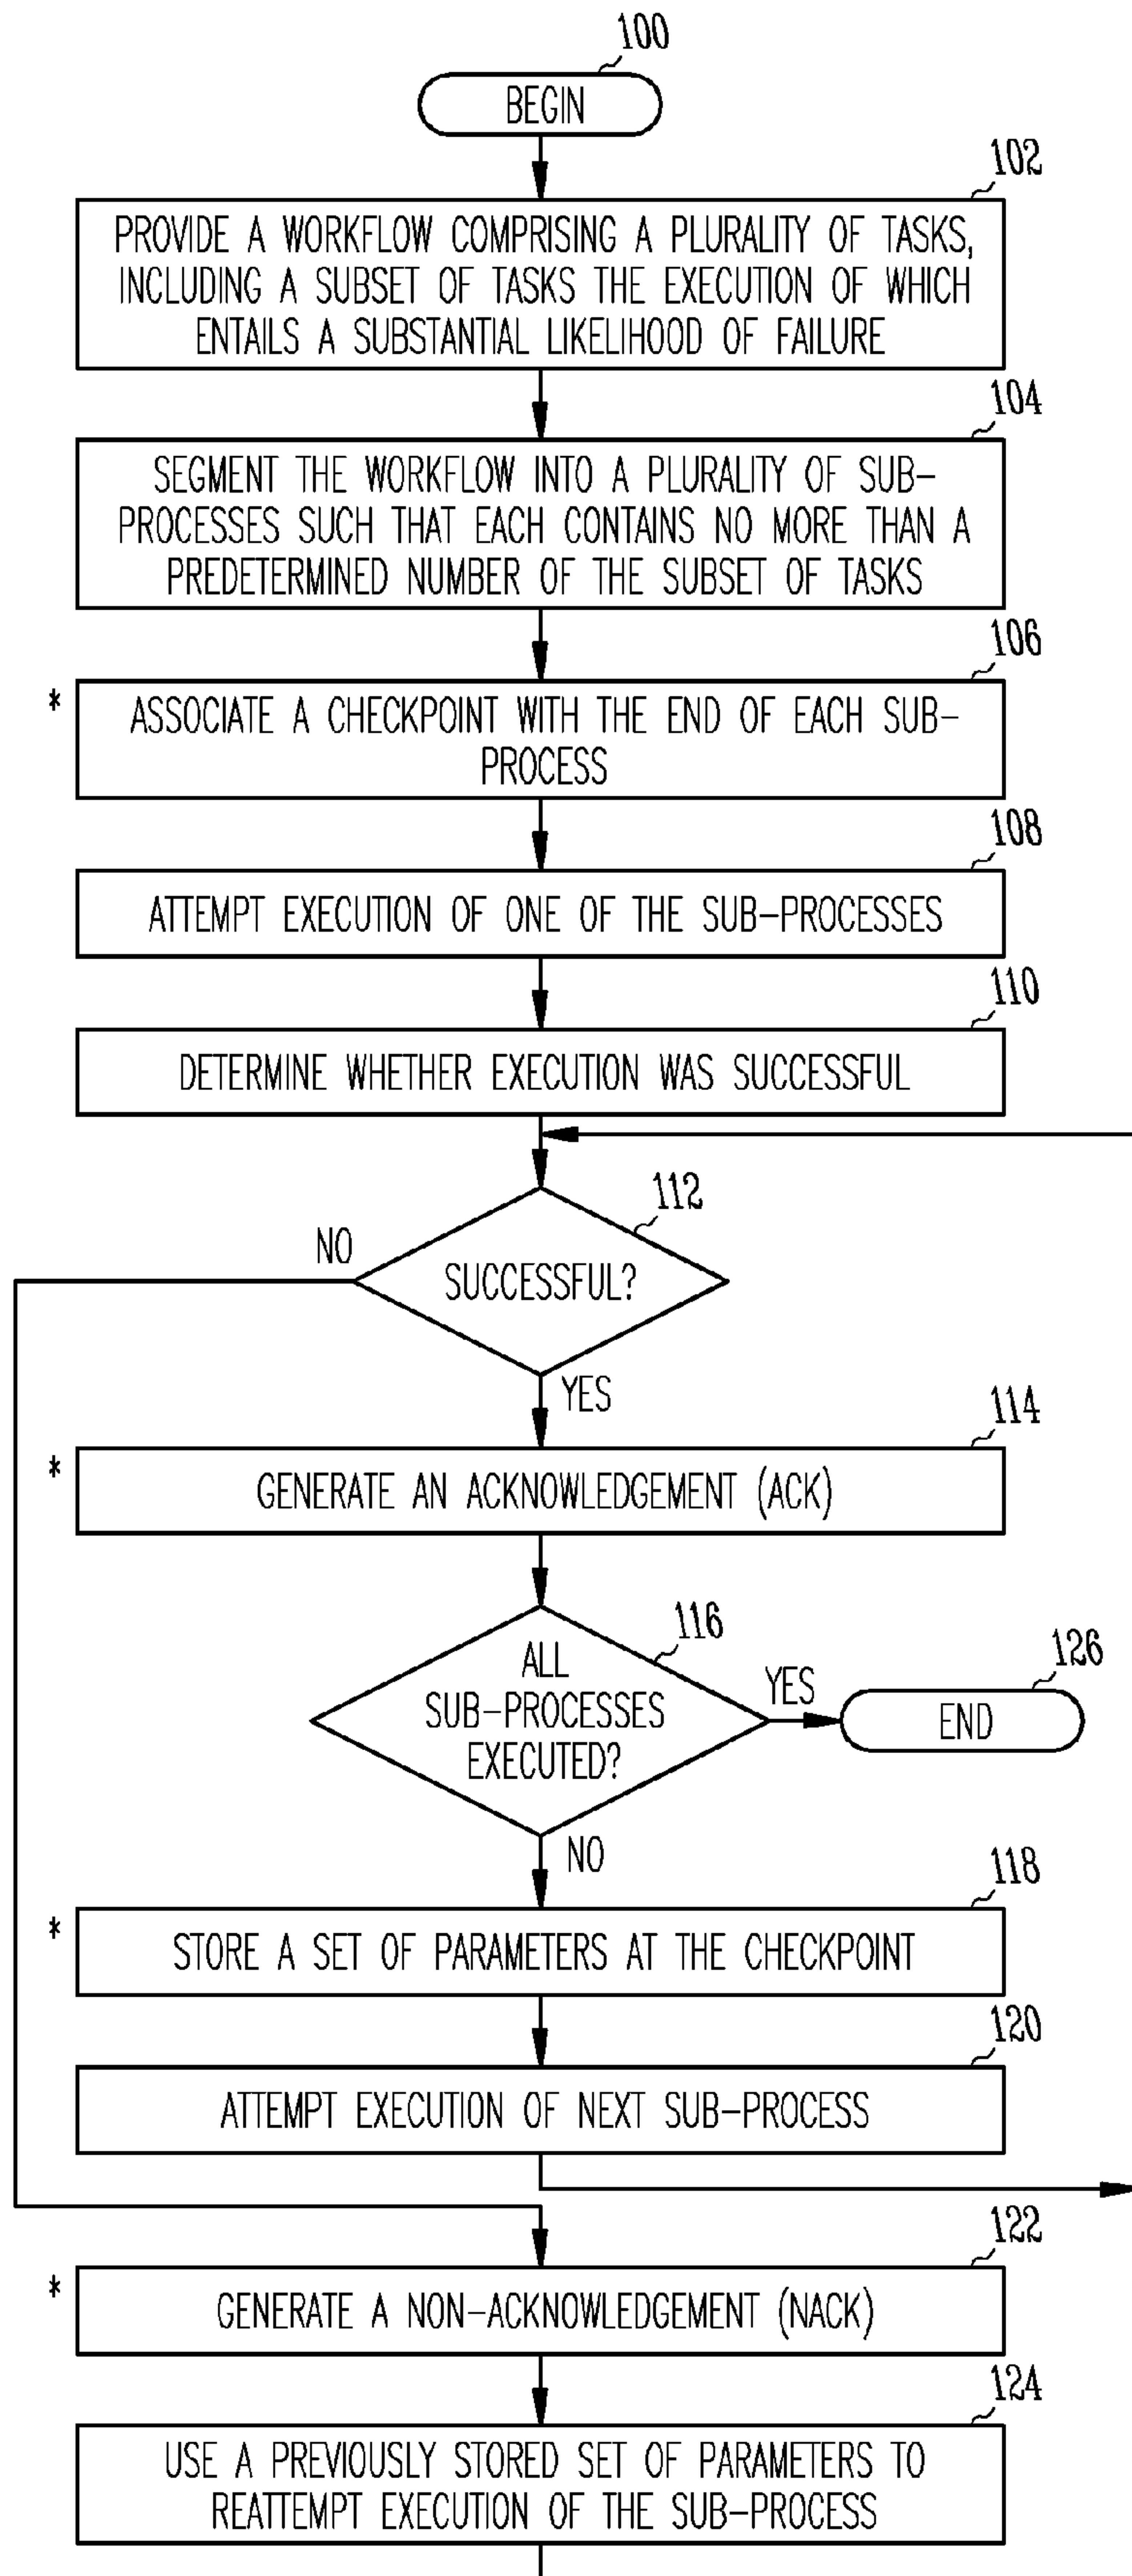 100
BEGIN
102
PROVIDE A WORKFLOW COMPRISING A PLURALITY OF TASKS,
INCLUDING A SUBSET OF TASKS THE EXECUTION OF WHICH
ENTAILS A SUBSTANTIAL LIKELIHOOD OF FAILURE
104
SEGMENT THE WORKFLOW INTO A PLURALITY OF SUB-
PROCESSES SUCH THAT EACH CONTAINS NO MORE THAN A
PREDETERMINED NUMBER OF THE SUBSET OF TASKS
106
*
ASSOCIATE A CHECKPOINT WITH THE END OF EACH SUB-
PROCESS
108
ATTEMPT EXECUTION OF ONE OF THE SUB-PROCESSES
110
DETERMINE WHETHER EXECUTION WAS SUCCESSFUL
112
NO
SUCCESSFUL?
YES
114
*
GENERATE AN ACKNOWLEDGEMENT (ACK)
116
ALL
SUB-PROCESSES
EXECUTED?
YES
126
END
NO
118
*
STORE A SET OF PARAMETERS AT THE CHECKPOINT
120
ATTEMPT EXECUTION OF NEXT SUB-PROCESS
122
*
GENERATE A NON-ACKNOWLEDGEMENT (NACK)
124
USE A PREVIOUSLY STORED SET OF PARAMETERS TO
REATTEMPT EXECUTION OF THE SUB-PROCESS